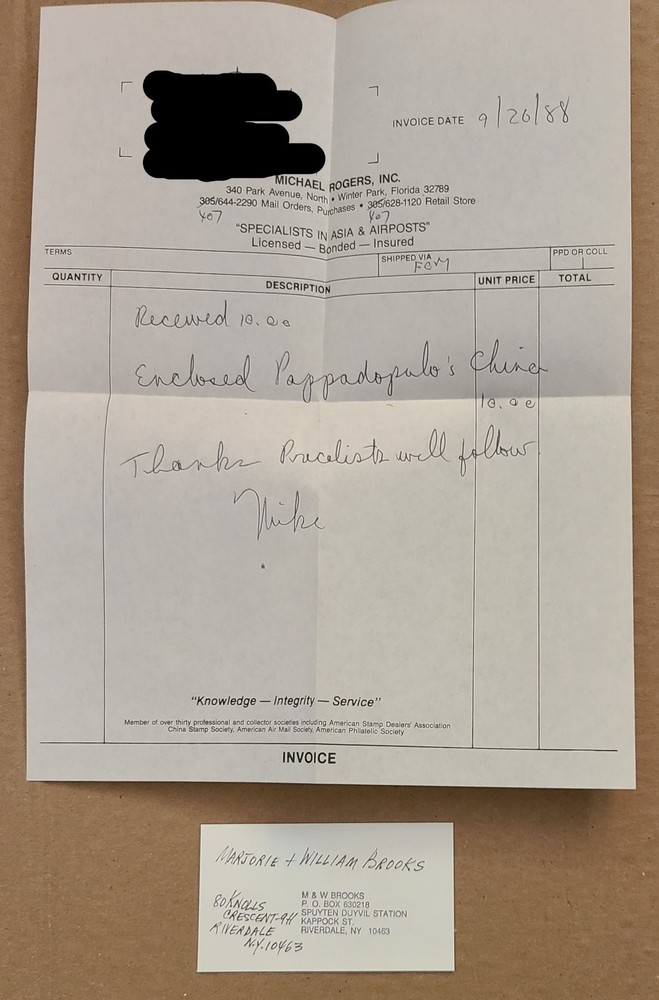 INVOICE DATE 9/26/88
MICHAEL ROGERS, INC.
340 Park Avenue, North • Winter Park, Florida 32789
305/644-2290 Mail Orders, Purchases • 305/628-1120 Retail Store
407 407
"SPECIALISTS IN ASIA & AIRPOSTS"
Licensed — Bonded — Insured
TERMS SHIPPED VIA FCM PPD OR COLL
QUANTITY DESCRIPTION UNIT PRICE TOTAL
Received 10.00
Enclosed Pappadopulo's China
10.00
Thanks Pricelists will follow
Mike
"Knowledge — Integrity — Service"
Member of over thirty professional and collector societies including American Stamp Dealers' Association
China Stamp Society, American Air Mail Society, American Philatelic Society
INVOICE
MARJORIE + WILLIAM BROOKS
80 KNOLLS
CRESCENT-9H
RIVERDALE
N.Y. 10463
M & W BROOKS
P. O. BOX 630218
SPUYTEN DUYVIL STATION
KAPPOCK ST.
RIVERDALE, NY 10463